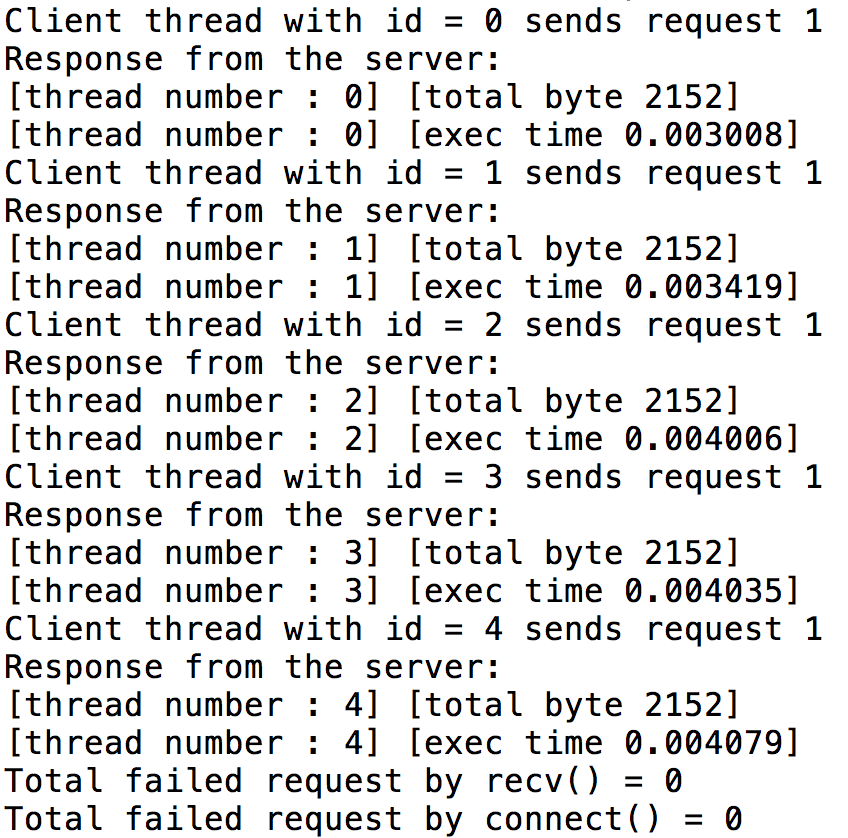 Client thread with id = 0 sends request 1
Response from the server:
[thread number : 0] [total byte 2152]
[thread number : 0] [exec time 0.003008]
Client thread with id = 1 sends request 1
Response from the server:
[thread number : 1] [total byte 2152]
[thread number : 1] [exec time 0.003419]
Client thread with id = 2 sends request 1
Response from the server:
[thread number : 2] [total byte 2152]
[thread number : 2] [exec time 0.004006]
Client thread with id = 3 sends request 1
Response from the server:
[thread number : 3] [total byte 2152]
[thread number : 3] [exec time 0.004035]
Client thread with id = 4 sends request 1
Response from the server:
[thread number : 4] [total byte 2152]
[thread number : 4] [exec time 0.004079]
Total failed request by recv() = 0
Total failed request by connect() = 0